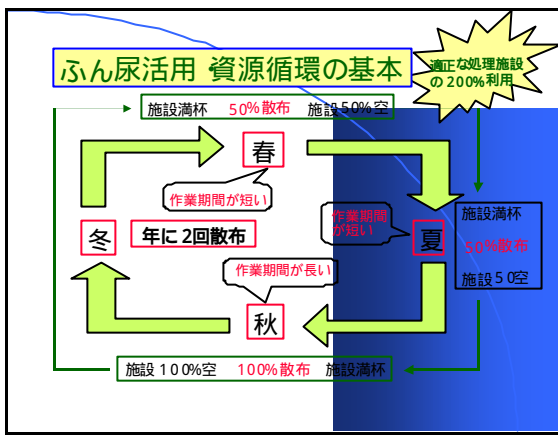 ふん尿活用 資源循環の基本
適正な処理施設
の200%利用
施設満杯 50%散布 施設50%空
春
作業期間が短い
冬
年に2回散布
作業期間
が短い
夏
施設満杯
50%散布
施設50空
作業期間が長い
秋
施設100%空 100%散布 施設満杯